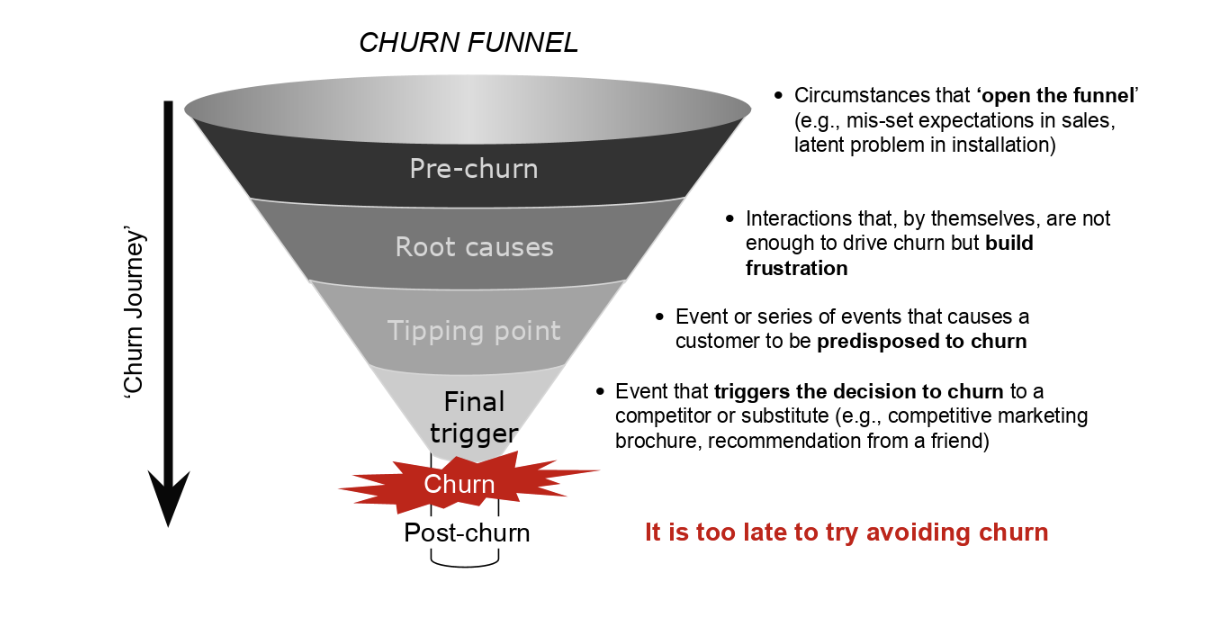 CHURN FUNNEL
'Churn Journey'
Pre-churn
• Circumstances that ‘open the funnel’
(e.g., mis-set expectations in sales,
latent problem in installation)
Root causes
• Interactions that, by themselves, are not
enough to drive churn but build
frustration
Tipping point
• Event or series of events that causes a
customer to be predisposed to churn
Final
trigger
• Event that triggers the decision to churn to a
competitor or substitute (e.g., competitive marketing
brochure, recommendation from a friend)
Churn
Post-churn
It is too late to try avoiding churn